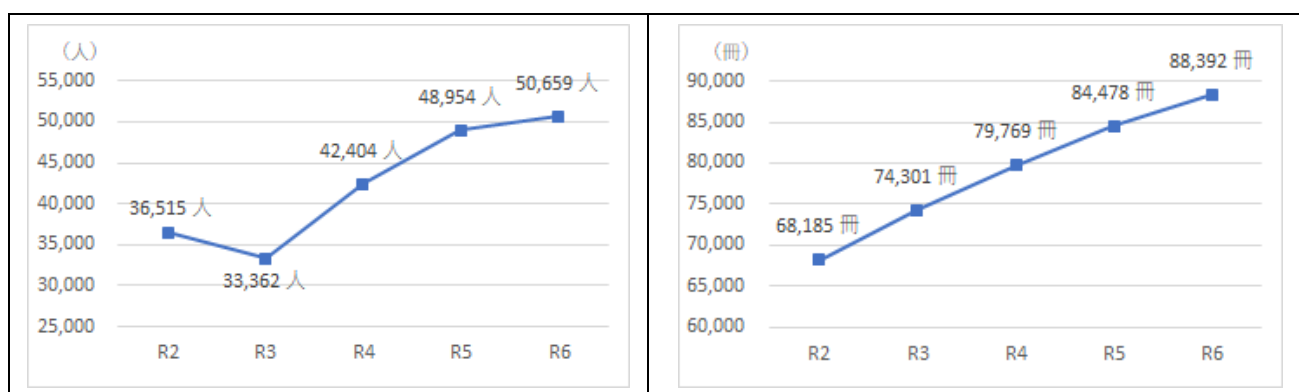 （人）
55,000
50,000
45,000
40,000
35,000
30,000
25,000
36,515 人
33,362 人
42,404 人
48,954 人
50,659 人
R2 R3 R4 R5 R6
（冊）
90,000
85,000
80,000
75,000
70,000
65,000
60,000
68,185 冊
74,301 冊
79,769 冊
84,478 冊
88,392 冊
R2 R3 R4 R5 R6